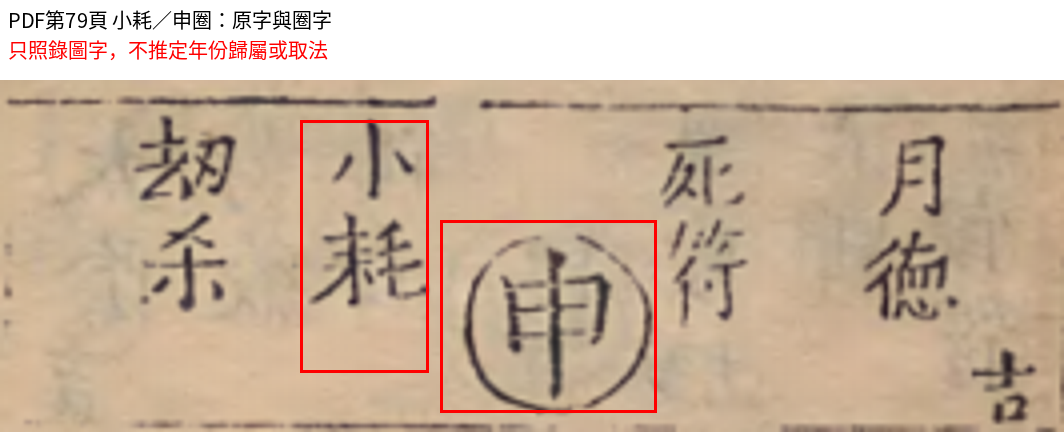 PDF第79頁 小耗／申圈：原字與圈字
只照錄圖字，不推定年份歸屬或取法
月德
吉
死符
申
小耗
劫杀